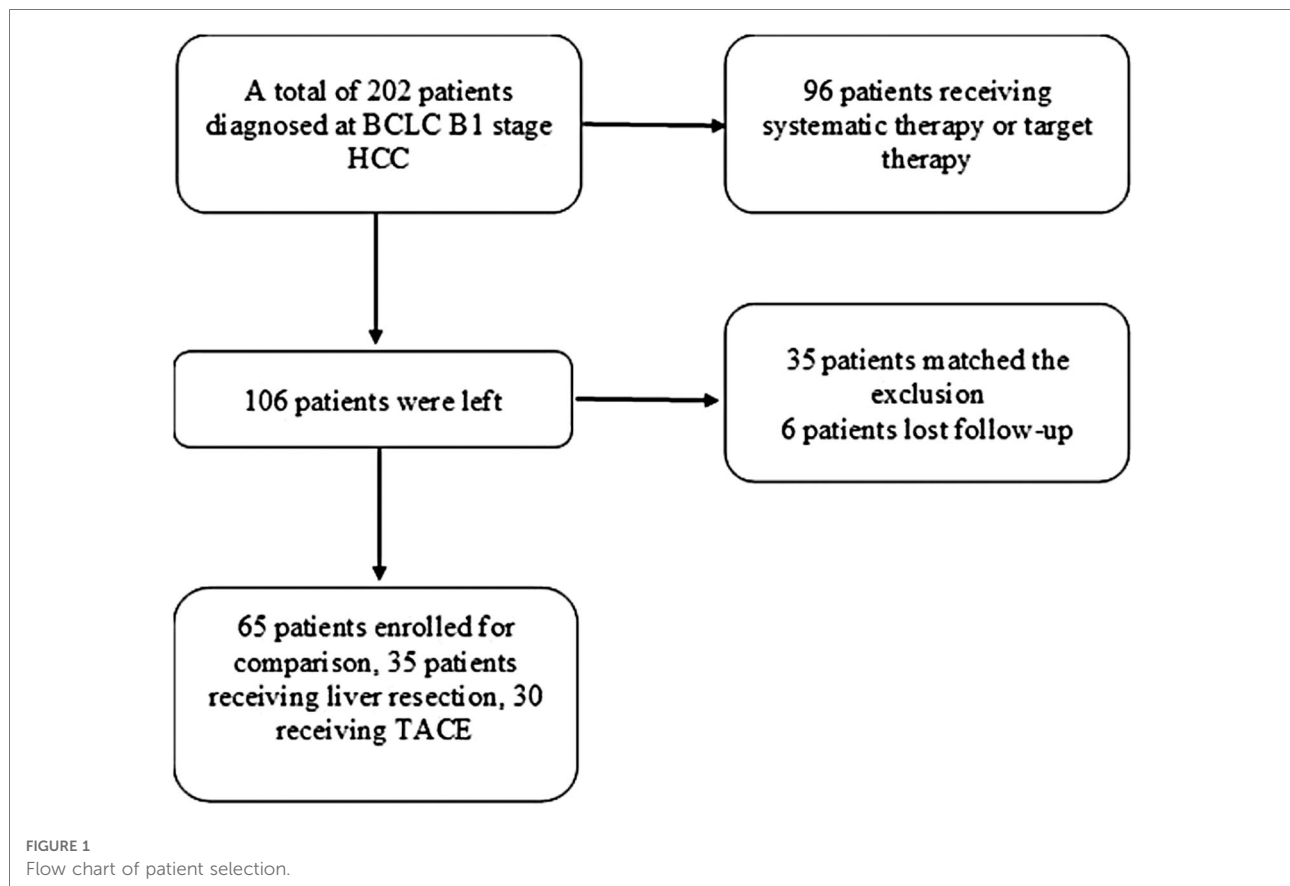 A total of 202 patients
diagnosed at BCLC B1 stage
HCC
96 patients receiving
systematic therapy or target
therapy
106 patients were left
35 patients matched the
exclusion
6 patients lost follow-up
65 patients enrolled for
comparison, 35 patients
receiving liver resection, 30
receiving TACE
FIGURE 1
Flow chart of patient selection.